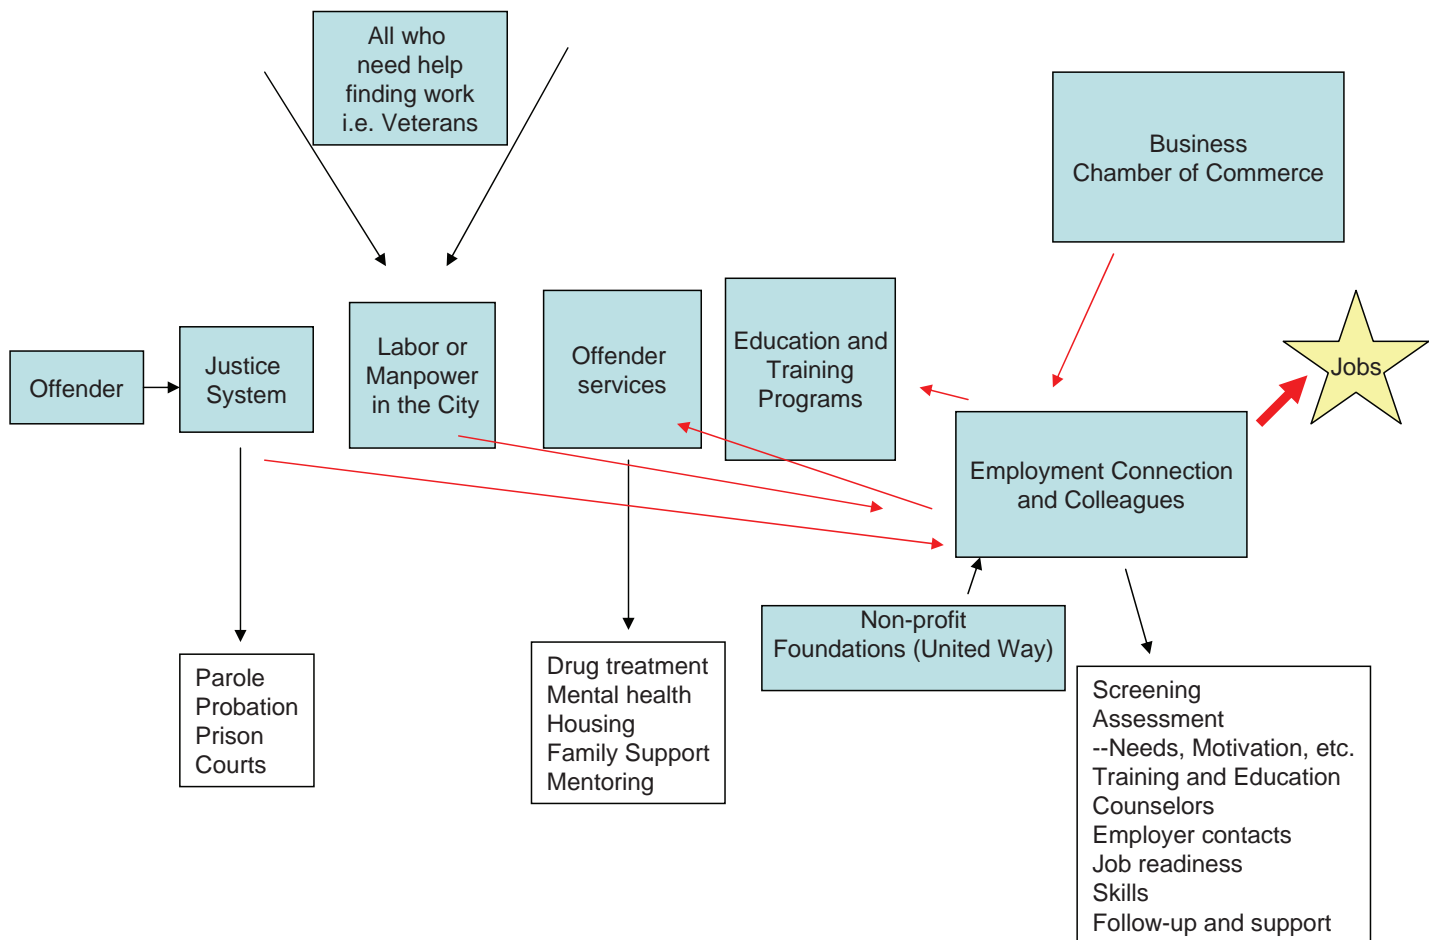 All who
need help
finding work
i.e. Veterans
Business
Chamber of Commerce
Offender
Justice
System
Labor or
Manpower
in the City
Offender
services
Education and
Training
Programs
Jobs
Employment Connection
and Colleagues
Non-profit
Foundations (United Way)
Parole
Probation
Prison
Courts
Drug treatment
Mental health
Housing
Family Support
Mentoring
Screening
Assessment
--Needs, Motivation, etc.
Training and Education
Counselors
Employer contacts
Job readiness
Skills
Follow-up and support